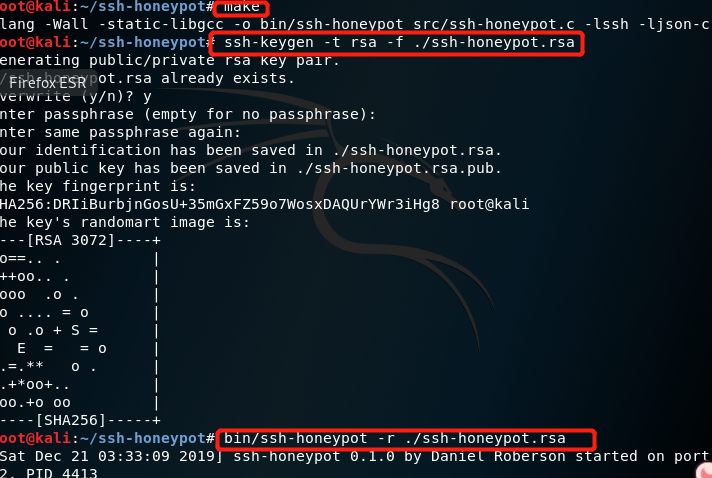 oot@kali:~/ssh-honeypot# make
lang -Wall -static-libgcc -o bin/ssh-honeypot src/ssh-honeypot.c -lssh -ljson-c
oot@kali:~/ssh-honeypot# ssh-keygen -t rsa -f ./ssh-honeypot.rsa
enerating public/private rsa key pair.
/ssh-honeypot.rsa already exists.
Firefox ESR
verwrite (y/n)? y
nter passphrase (empty for no passphrase):
nter same passphrase again:
our identification has been saved in ./ssh-honeypot.rsa.
our public key has been saved in ./ssh-honeypot.rsa.pub.
he key fingerprint is:
HA256:DRIiBurbjnGosU+35mGxFZ59o7WosxDAQUrYWr3iHg8 root@kali
he key's randomart image is:
---[RSA 3072]----+
o==.. .          |
++oo.. .         |
ooo  .o .        |
o .... = o       |
 o .o + S =      |
  E  =   = o     |
.=.**   o .      |
.+*oo+..         |
oo.+o oo         |
----[SHA256]-----+
oot@kali:~/ssh-honeypot# bin/ssh-honeypot -r ./ssh-honeypot.rsa
Sat Dec 21 03:33:09 2019] ssh-honeypot 0.1.0 by Daniel Roberson started on port
2. PID 4413